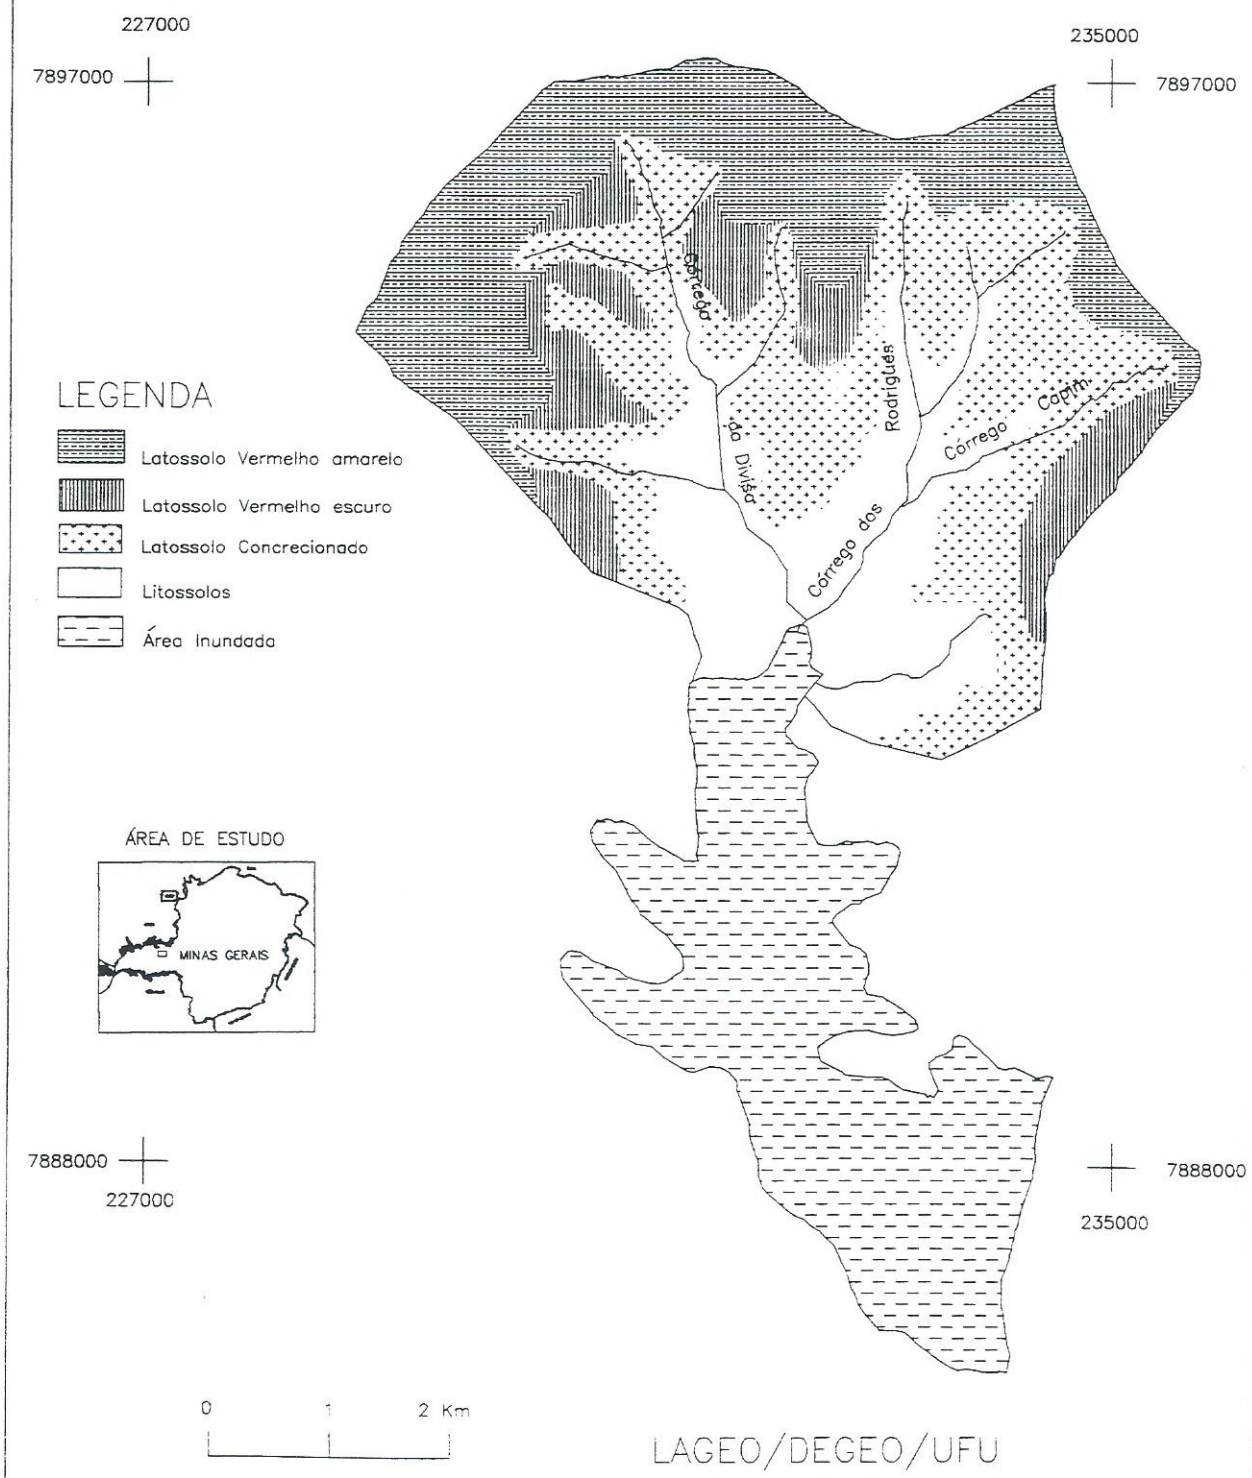 227000
235000
7897000
7897000
Córrego
da Divisa
Rodrigues
Córrego dos
Córrego Capim
LEGENDA
Latossolo Vermelho amarelo
Latossolo Vermelho escuro
Latossolo Concrecionado
Litossolos
Área Inundada
ÁREA DE ESTUDO
MINAS GERAIS
7888000
227000
7888000
235000
0 1 2 Km
LAGEO/DEGEO/UFU